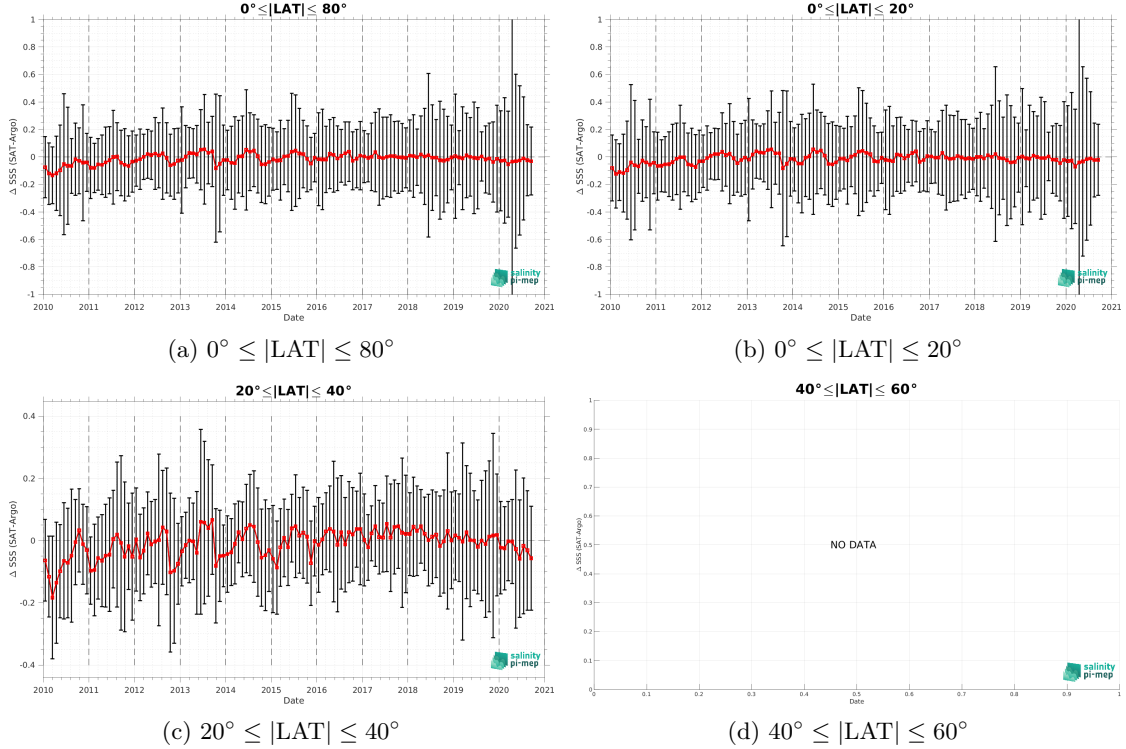 0°≤|LAT|≤ 80°
1
0.8
0.6
0.4
0.2
0
-0.2
-0.4
-0.6
-0.8
-1
Δ SSS (SAT-Argo)
2010 2011 2012 2013 2014 2015 2016 2017 2018 2019 2020 2021
Date
salinity
pi-mep
(a) 0° ≤ |LAT| ≤ 80°
0°≤|LAT|≤ 20°
1
0.8
0.6
0.4
0.2
0
-0.2
-0.4
-0.6
-0.8
-1
Δ SSS (SAT-Argo)
2010 2011 2012 2013 2014 2015 2016 2017 2018 2019 2020 2021
Date
salinity
pi-mep
(b) 0° ≤ |LAT| ≤ 20°
20°≤|LAT|≤ 40°
0.4
0.2
0
-0.2
-0.4
Δ SSS (SAT-Argo)
2010 2011 2012 2013 2014 2015 2016 2017 2018 2019 2020 2021
Date
salinity
pi-mep
(c) 20° ≤ |LAT| ≤ 40°
40°≤|LAT|≤ 60°
1
0.9
0.8
0.7
0.6
0.5
0.4
0.3
0.2
0.1
0
Δ SSS (SAT-Argo)
NO DATA
0 0.1 0.2 0.3 0.4 0.5 0.6 0.7 0.8 0.9 1
Date
salinity
pi-mep
(d) 40° ≤ |LAT| ≤ 60°